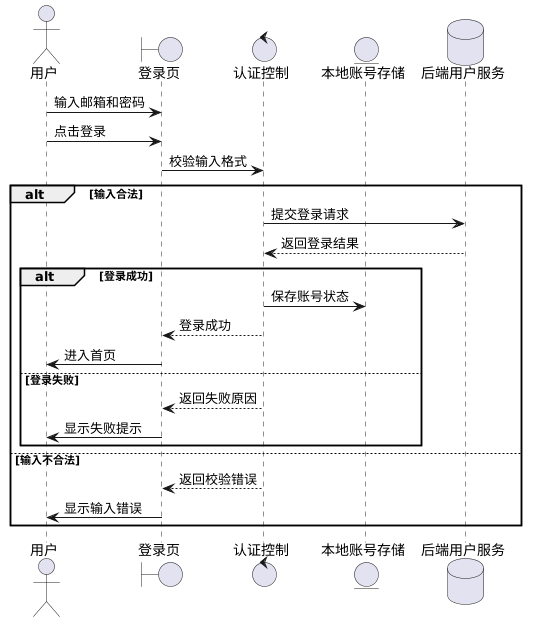 用户 登录页 认证控制 本地账号存储 后端用户服务
输入邮箱和密码
点击登录
校验输入格式
alt [输入合法]
提交登录请求
返回登录结果
alt [登录成功]
保存账号状态
登录成功
进入首页
[登录失败]
返回失败原因
显示失败提示
[输入不合法]
返回校验错误
显示输入错误
用户 登录页 认证控制 本地账号存储 后端用户服务